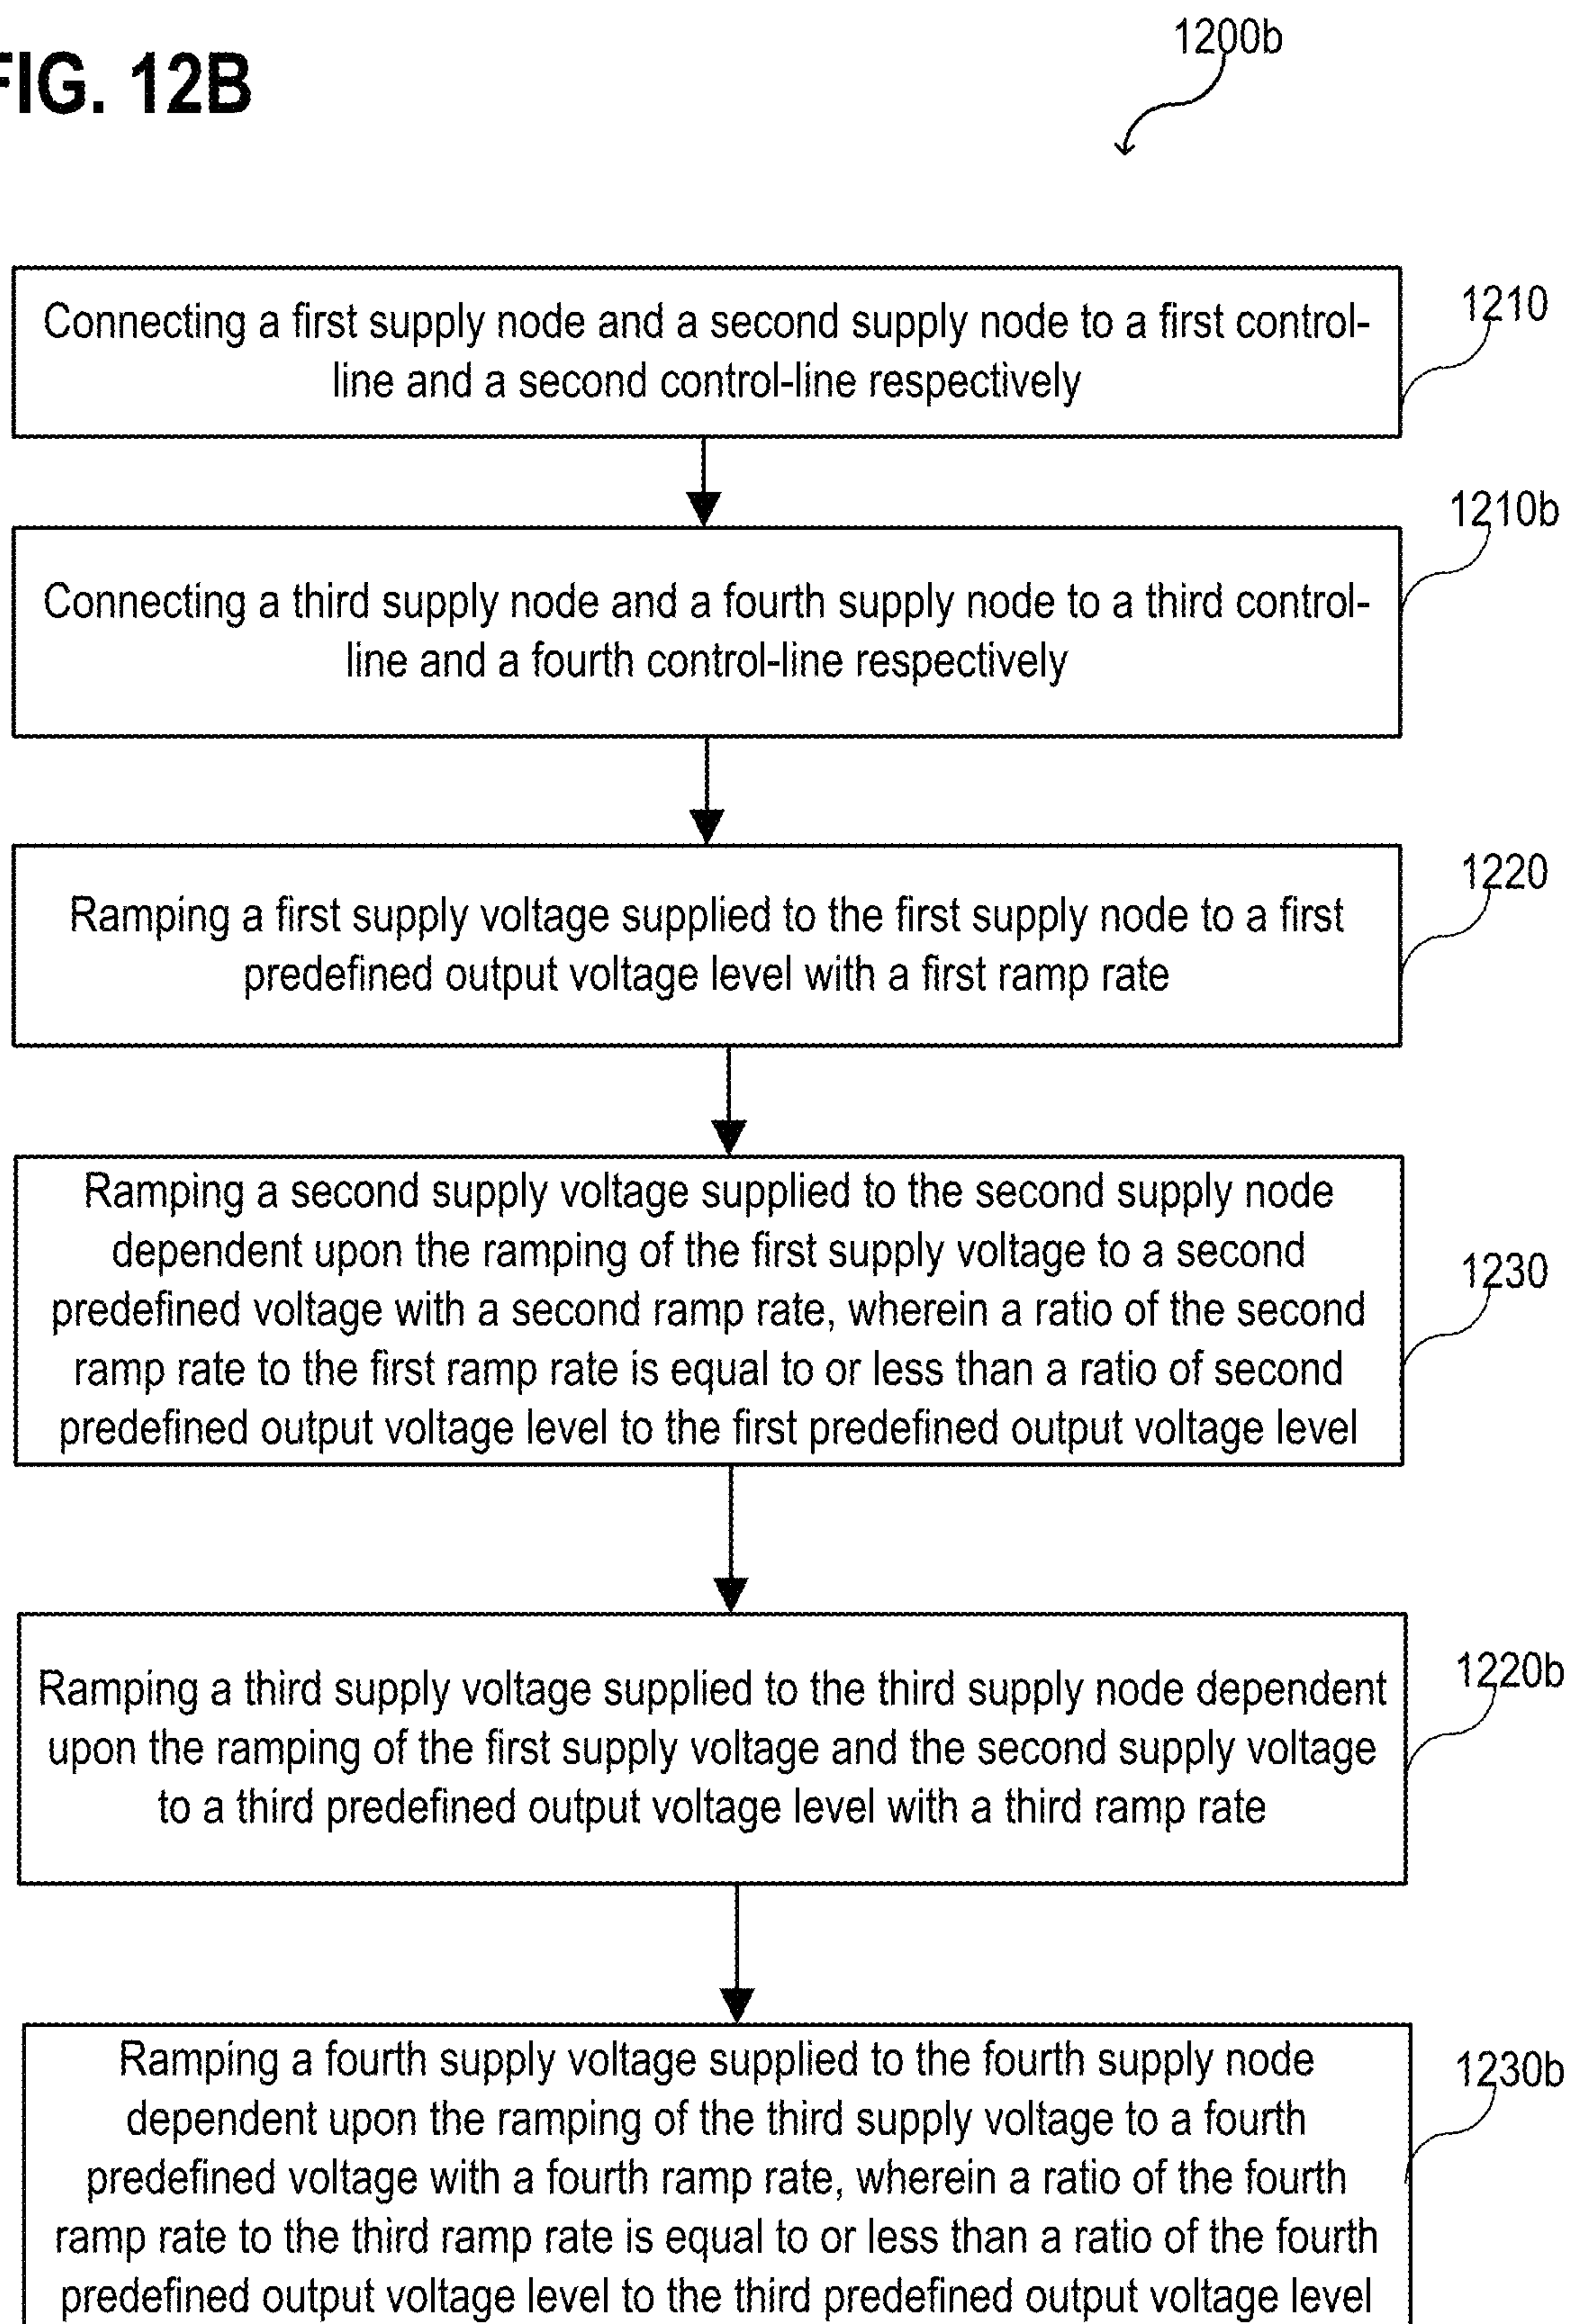 FIG. 12B
1200b
Connecting a first supply node and a second supply node to a first control-
line and a second control-line respectively
1210
Connecting a third supply node and a fourth supply node to a third control-
line and a fourth control-line respectively
1210b
Ramping a first supply voltage supplied to the first supply node to a first
predefined output voltage level with a first ramp rate
1220
Ramping a second supply voltage supplied to the second supply node
dependent upon the ramping of the first supply voltage to a second
predefined voltage with a second ramp rate, wherein a ratio of the second
ramp rate to the first ramp rate is equal to or less than a ratio of second
predefined output voltage level to the first predefined output voltage level
1230
Ramping a third supply voltage supplied to the third supply node dependent
upon the ramping of the first supply voltage and the second supply voltage
to a third predefined output voltage level with a third ramp rate
1220b
Ramping a fourth supply voltage supplied to the fourth supply node
dependent upon the ramping of the third supply voltage to a fourth
predefined voltage with a fourth ramp rate, wherein a ratio of the fourth
ramp rate to the third ramp rate is equal to or less than a ratio of the fourth
predefined output voltage level to the third predefined output voltage level
1230b